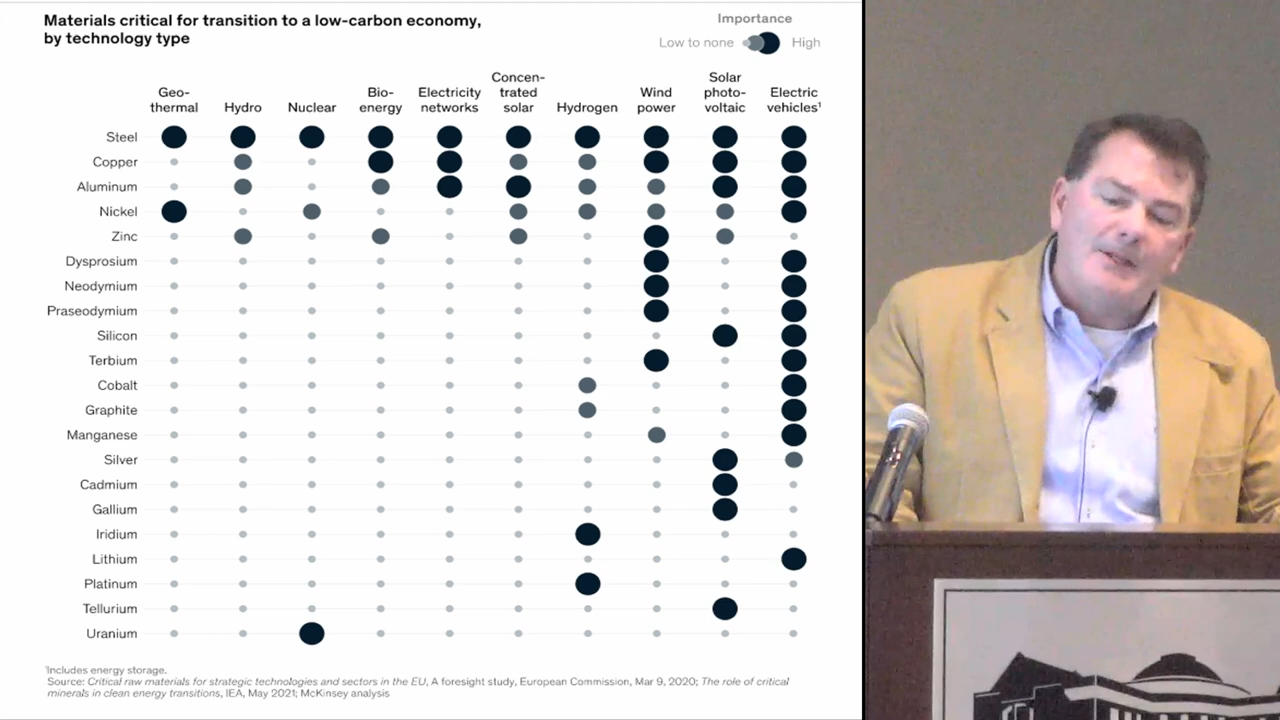 Materials critical for transition to a low-carbon economy,
by technology type
Importance
Low to none High
Geo-
thermal
Hydro
Nuclear
Bio-
energy
Electricity
networks
Concen-
trated
solar
Hydrogen
Wind
power
Solar
photo-
voltaic
Electric
vehicles¹
Steel
Copper
Aluminum
Nickel
Zinc
Dysprosium
Neodymium
Praseodymium
Silicon
Terbium
Cobalt
Graphite
Manganese
Silver
Cadmium
Gallium
Iridium
Lithium
Platinum
Tellurium
Uranium
¹Includes energy storage.
Source: Critical raw materials for strategic technologies and sectors in the EU, A foresight study, European Commission, Mar 9, 2020; The role of critical
minerals in clean energy transitions, IEA, May 2021; McKinsey analysis